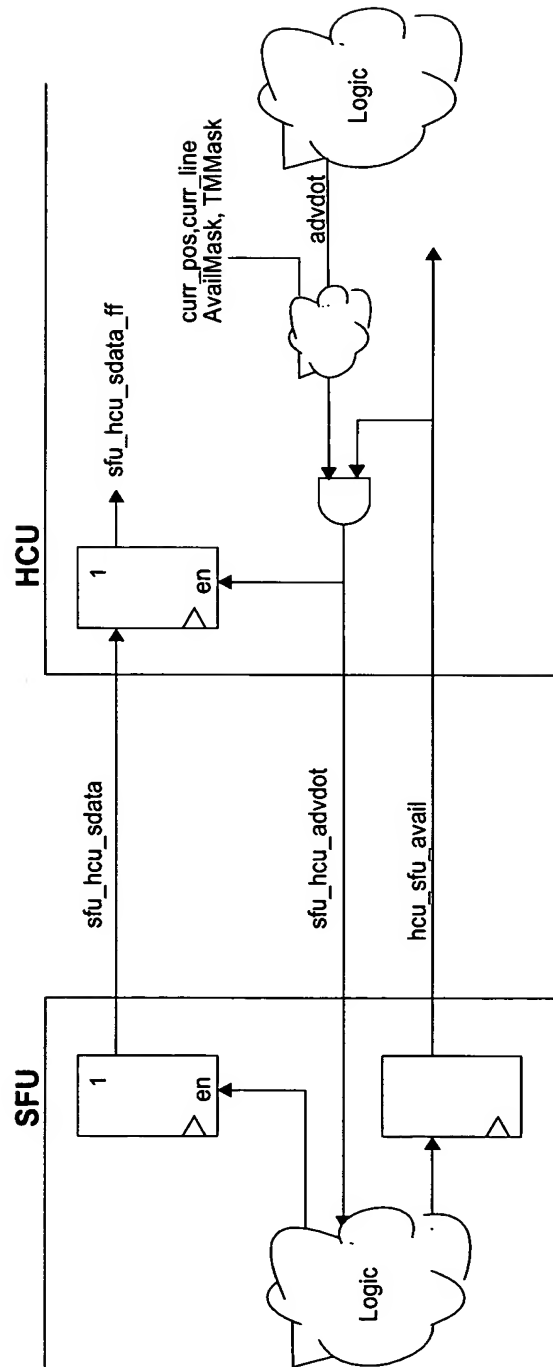 SFU
HCU
1
en
sfu_hcu_sdata
1
en
sfu_hcu_sdata_ff
curr_pos,curr_line
AvailMask, TMMask
sfu_hcu_advdot
advdot
Logic
Logic
hcu_sfu_avail